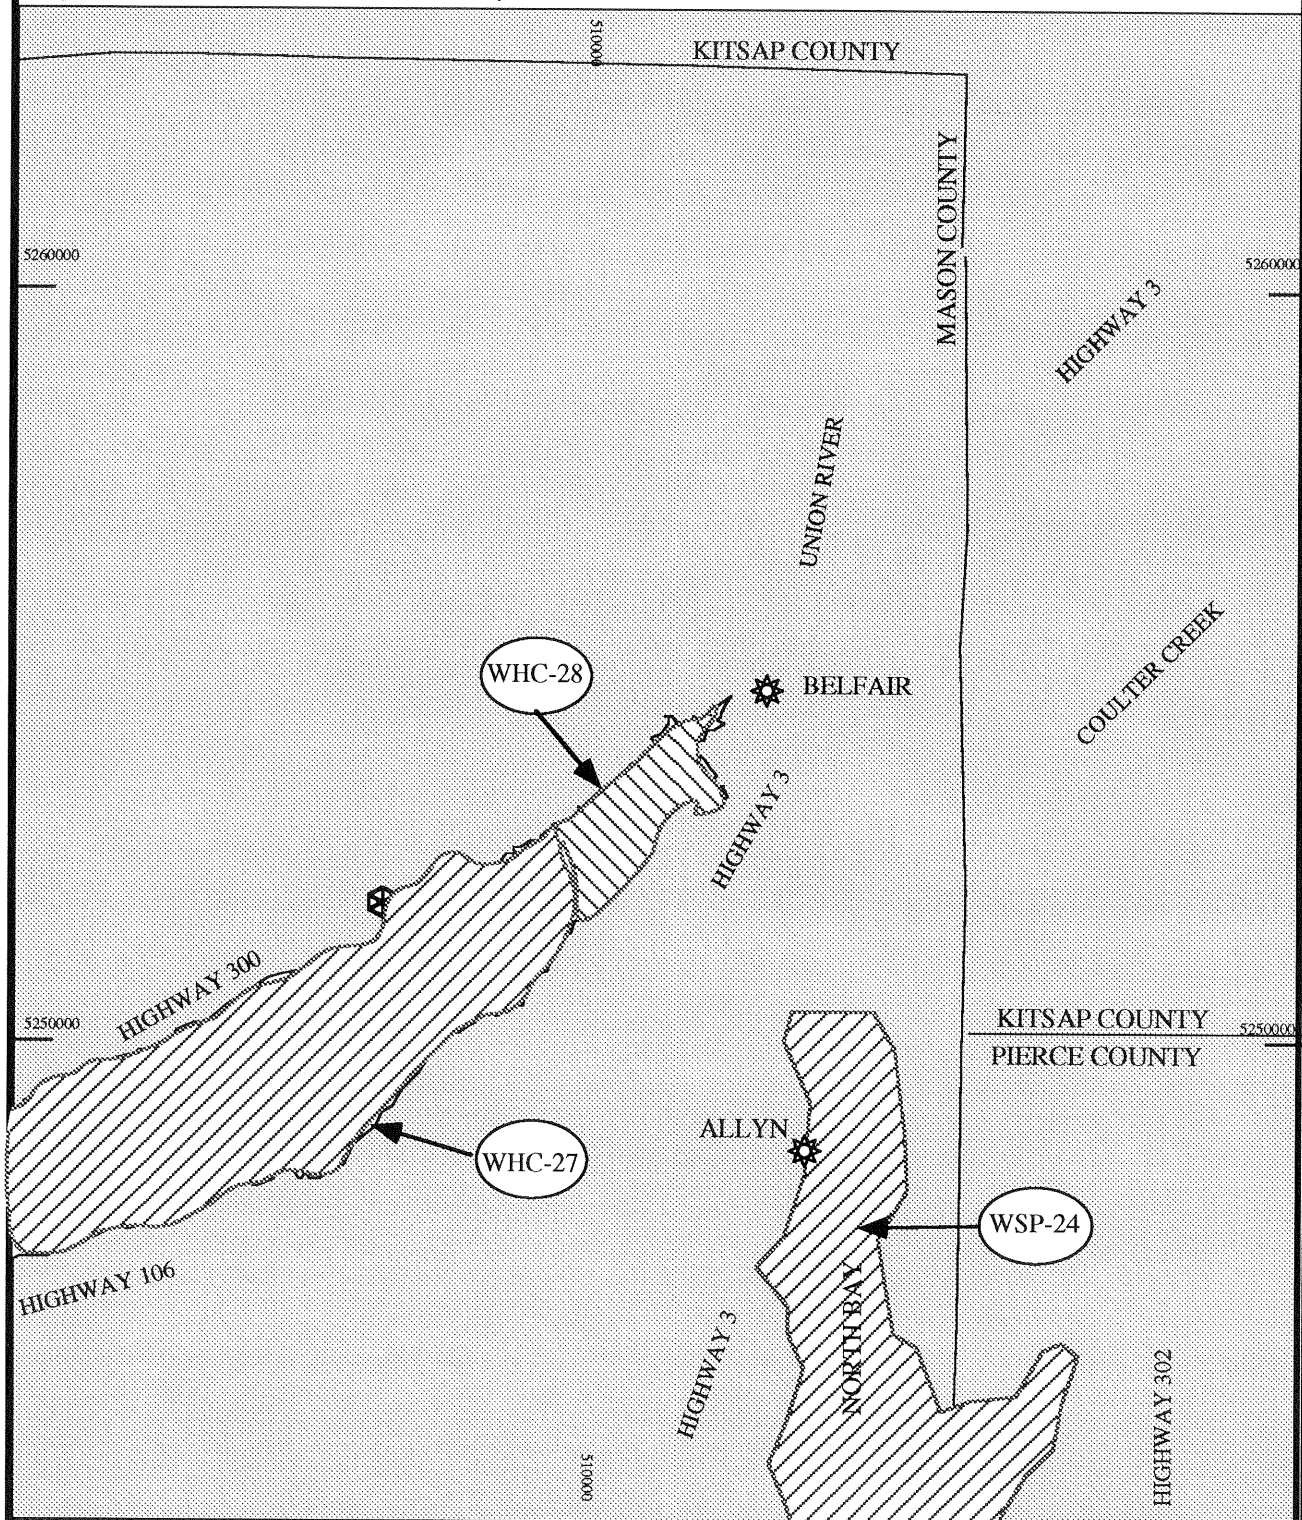 510000
KITSAP COUNTY
MASON COUNTY
5260000
5260000
HIGHWAY 3
UNION RIVER
WHC-28
BELFAIR
COULTER CREEK
HIGHWAY 3
HIGHWAY 300
5250000
KITSAP COUNTY
5250000
PIERCE COUNTY
ALLYN
WHC-27
WSP-24
HIGHWAY 106
NORTH BAY
HIGHWAY 3
HIGHWAY 302
510000